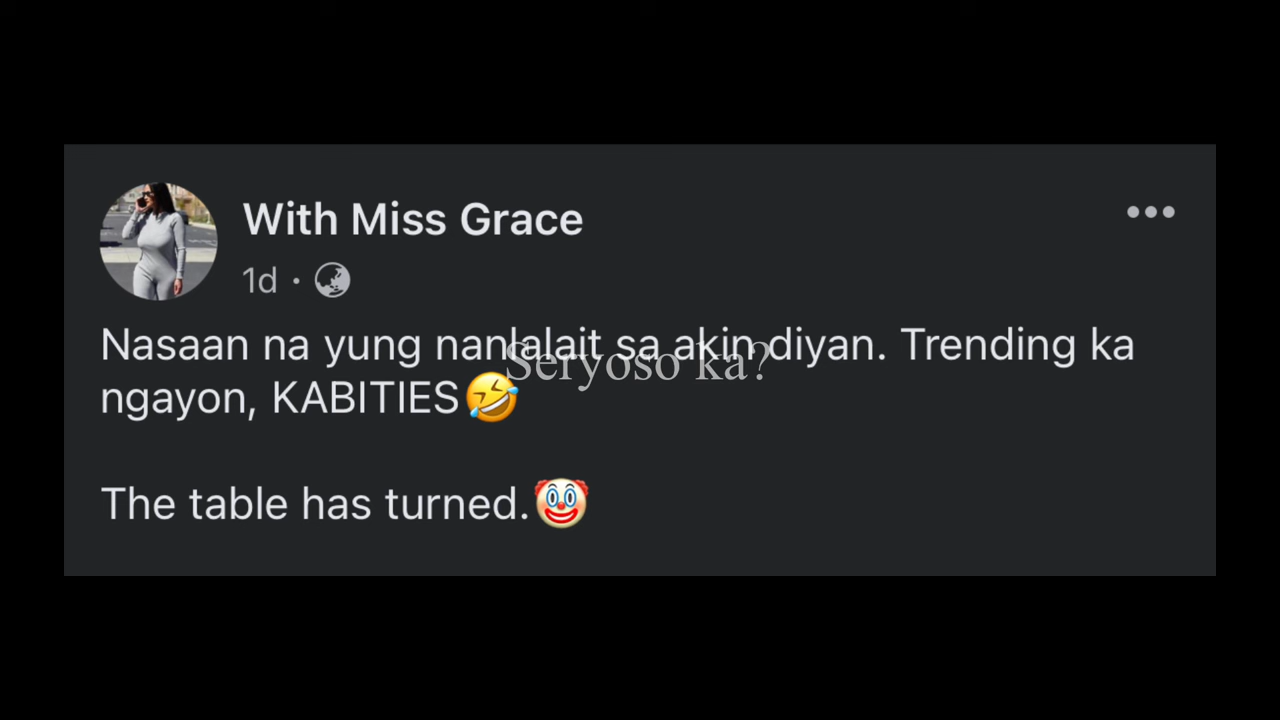 With Miss Grace
1d ·
Nasaan na yung nanlalait sa akin diyan. Trending ka
Seryoso ka?
ngayon, KABITIES🤣
The table has turned.🤡